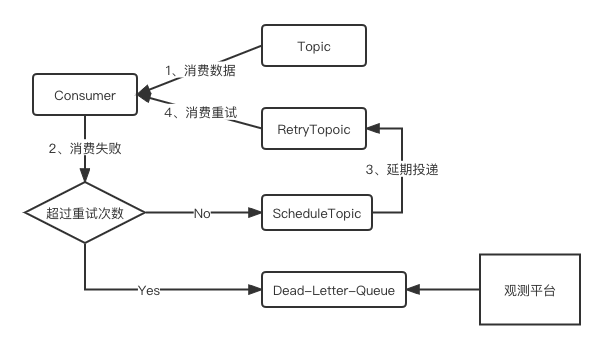 Topic
1、消费数据
Consumer
4、消费重试
RetryTopoic
2、消费失败
3、延期投递
超过重试次数
No
ScheduleTopic
Yes
Dead-Letter-Queue
观测平台